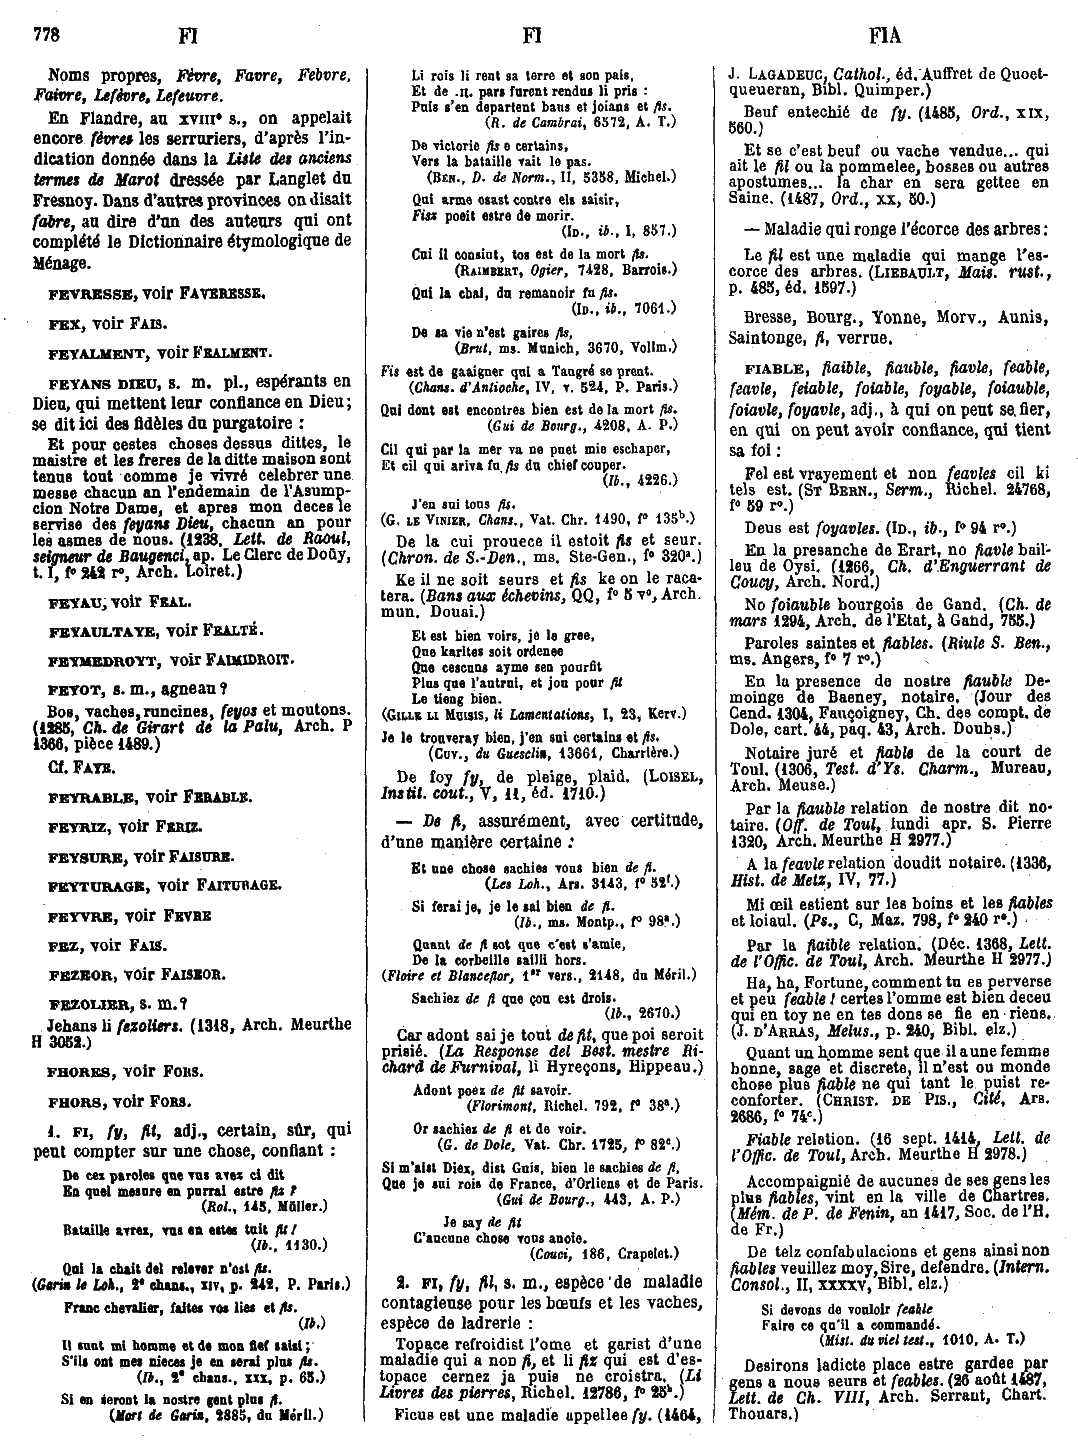 778 FI FI FIA
Noms propres, Fèvre, Favre, Febvre,
Faivre, Lefèvre, Lefeuvre.
En Flandre, au XVIIIe s., on appelait
encore fèvres les serruriers, d'après l'in-
dication donnée dans la Liste des anciens
termes de Marot dressée par Langlet du
Fresnoy. Dans d'autres provinces on disait
fabre, au dire d'un des auteurs qui ont
complété le Dictionnaire étymologique de
Ménage.
FEVRESSE, voir FAVERESSE.
FEX, voir FAIS.
FEYALMENT, voir FEALMENT.
FEYANS DIEU, s. m. pl., espérants en
Dieu, qui mettent leur confiance en Dieu;
se dit ici des fidèles du purgatoire :
Et pour cestes choses dessus dittes, le
maistre et les freres de la ditte maison sont
tenus tout comme je vivré celebrer une
messe chacun an l'endemain de l'Asump-
cion Notre Dame, et apres mon deces le
servise des feyans Dieu, chacun an pour
les asmes de nous. (1238, Lett. de Raoul,
seigneur de Baugenci, ap. Le Clerc de Doüy,
t. I, fº 242 rº, Arch. Loiret.)
FEYAU, voir FEAL.
FEYAULTAYE, voir FEALTÉ.
FEYMEDROYT, voir FAIMIDROIT.
FEYOT, s. m., agneau ?
Bos, vaches, runcines, feyos et moutons.
(1285, Ch. de Girart de la Palu, Arch. P
1366, pièce 1489.)
Cf. FAYE.
FEYRABLE, voir FERABLE.
FEYRIZ, voir FERIZ.
FEYSURE, voir FAISURE.
FEYTURAGE, voir FAITURAGE.
FEYVRE, voir FEVRE
FEZ, voir FAIS.
FEZEOR, voir FAISEOR.
FEZOLIER, s. m.?
Jehans li fezoliers. (1318, Arch. Meurthe
H 3052.)
FHORES, voir FORS.
FHORS, voir FORS.
1. FI, fy, fit, adj., certain, sûr, qui
peut compter sur une chose, confiant :
De cez paroles que vus avez ci dit
En quel mesure en purrai estre fiz ?
(Rol., 145, Müller.)
Bataille avrez, vus en estes tuit fit !
(Ib., 1130.)
Qui la chait del relever n'est fis.
(Garin le Loh., 2e chans., XIV, p. 242, P. Paris.)
Franc chevalier, faites vos lies et fis.
(Ib.)
Il sunt mi homme et de mon fief saisi;
S'ils ont mes nieces je en serai plus fis.
(Ib., 2e chans., XXX, p. 65.)
Si en seront la nostre gent plus fi.
(Mort de Garin, 2885, du Méril.)
Li rois li rent sa terre et son païs,
Et de .II. pars furent rendus li pris :
Puis s'en departent baus et joians et fis.
(R. de Cambrai, 6572, A. T.)
De victorie fis e certains,
Vers la bataille vait le pas.
(BEN., D. de Norm., II, 5358, Michel.)
Qui arme osast contre els saisir,
Fisz poeit estre de morir.
(ID., ib., I, 857.)
Cui il consiut, tos est de la mort fis.
(RAIMBERT, Ogier, 7428, Barrois.)
Qui la chai, du remanoir fu fis.
(ID., ib., 7061.)
De sa vie n'est gaires fis,
(Brut, ms. Munich, 3670, Vollm.)
Fis est de gaaigner qui a Tangré se prent.
(Chans. d'Antioche, IV, v. 524, P. Paris.)
Qui dont est encontres bien est de la mort fis.
(Gui de Bourg., 4208, A. P.)
Cil qui par la mer va ne puet mie eschaper,
Et cil qui ariva fu fis du chief couper.
(Ib., 4226.)
J'en sui tous fis.
(G. LE VINIER, Chans., Vat. Chr. 1490, fº 135b.)
De la cui prouece il estoit fis et seur.
(Chron. de S.-Den., ms. Ste-Gen., fº 320a.)
Ke il ne soit seurs et fis ke on le raca-
tera. (Bans aux échevins, QQ, fº 5 vº, Arch.
mun. Douai.)
Et est bien voirs, je le gree,
Que karites soit ordenee
Que cescuns ayme sen pourfit
Plus que l'autrui, et jou pour fit
Le tieng bien.
(GILLE LI MUISIS, li Lamentations, I, 23, Kerv.)
Je le trouveray bien, j'en sui certains et fis.
(CUV., du Guesclin, 13661, Charrière.)
De foy fy, de pleige, plaid. (LOISEL,
Instit. cout., V, II, éd. 1710.)
— De fi, assurément, avec certitude,
d'une manière certaine :
Et une chose sachies vous bien de fi.
(Les Loh., Ars. 3143, fº 52f.)
Si ferai je, je le sai bien de fi.
(Ib., ms. Montp., fº 98a.)
Quant de fi sot que c'est s'amie,
De la corbeille sailli hors.
(Floire et Blanceflor, 1er vers., 2148, du Méril.)
Sachiez de fi que çou est drois.
(Ib., 2670.)
Car adont sai je tout de fit, que poi seroit
prisié. (La Response del Best. mestre Ri-
chard de Furnival, li Hyreçons, Hippeau.)
Adont poez de fit savoir.
(Florimont, Richel. 792, fº 38a.)
Or sachiez de fi et de voir.
(G. de Dole, Vat. Chr. 1725, fº 82c.)
Si m'aist Diex, dist Guis, bien le sachies de fi,
Que je sui rois de France, d'Orliens et de Paris.
(Gui de Bourg., 443, A. P.)
Je say de fit
C'aucune chose vous anoie.
(Couci, 186, Crapelet.)
2. FI, fy, fil, s. m., espèce de maladie
contagieuse pour les bœufs et les vaches,
espèce de ladrerie :
Topace refroidist l'ome et garist d'une
maladie qui a non fi, et li fiz qui est d'es-
topace cernez ja puis ne croistra. (Li
Livres des pierres, Richel. 12786, fº 25b.)
Ficus est une maladie appellee fy. (1464,
J. LAGADEUC, Cathol., éd. Auffret de Quoet-
queueran, Bibl. Quimper.)
Beuf entechié de fy. (1485, Ord., XIX,
560.)
Et se c'est beuf ou vache vendue... qui
ait le fil ou la pommelee, bosses ou autres
apostumes... la char en sera gettee en
Saine. (1487, Ord., XX, 50.)
— Maladie qui ronge l'écorce des arbres:
Le fil est une maladie qui mange l'es-
corce des arbres. (LIEBAULT, Mais. rust.,
p. 485, éd. 1597.)
Bresse, Bourg., Yonne, Morv., Aunis,
Saintonge, fi, verrue.
FIABLE, fiaible, fiauble, fiavle, feable,
feavle, feiable, foiable, foyable, foiauble,
foiavle, foyavle, adj., à qui on peut se fier,
en qui on peut avoir confiance, qui tient
sa foi :
Fel est vrayement et non feavles cil ki
tels est. (ST BERN., Serm., Richel. 24768,
fº 59 rº.)
Deus est foyavles. (ID., ib., fº 94 rº.)
En la presanche de Erart, no fiavle bail-
leu de Oysi. (1266, Ch. d'Enguerrant de
Coucy, Arch. Nord.)
No foiauble bourgois de Gand. (Ch. de
mars 1294, Arch. de l'Etat, à Gand, 755.)
Paroles saintes et fiables. (Riule S. Ben.,
ms. Angers, fº 7 rº.)
En la presence de nostre fiauble De-
moinge de Baeney, notaire. (Jour des
Cend. 1304, Fauçoigney, Ch. des compt. de
Dole, cart. 44, paq. 43, Arch. Doubs.)
Notaire juré et fiable de la court de
Toul. (1306, Test. d'Ys. Charm., Mureau,
Arch. Meuse.)
Par la fiauble relation de nostre dit no-
taire. (Off. de Toul, lundi apr. S. Pierre
1320, Arch. Meurthe H 2977.)
A la feavle relation doudit notaire. (1336,
Hist. de Metz, IV, 77.)
Mi œil estient sur les boins et les fiables
et loiaul. (Ps., C, Maz. 798, fº 240 rº.)
Par la fiaible relation. (Déc. 1368, Lett.
de l'Offic. de Toul, Arch. Meurthe H 2977.)
Ha, ha, Fortune, comment tu es perverse
et peu feable ! certes l'omme est bien deceu
qui en toy ne en tes dons se fie en riens.
(J. D'ARRAS, Melus., p. 240, Bibl. elz.)
Quant un homme sent que il a une femme
bonne, sage et discrete, il n'est ou monde
chose plus fiable ne qui tant le puist re-
conforter. (CHRIST. DE PIS., Cité, Ars.
2686, fº 74c.)
Fiable relstion. (16 sept. 1414, Lett. de
l'Offic. de Toul, Arch. Meurthe H 2978.)
Accompaignié de aucunes de ses gens les
plus fiables, vint en la ville de Chartres.
(Mém. de P. de Fenin, an 1417, Soc. de l'H.
de Fr.)
De telz confabulacions et gens ainsi non
fiables veuillez moy, Sire, defendre. (Intern.
Consol., II, XXXXV, Bibl. elz.)
Si devons de vouloir feable
Faire ce qu'il a commandé.
(Mist. du viel test., 1010, A. T.)
Desirons ladicte place estre gardee par
gens a nous seurs et feables. (26 août 1487,
Lett. de Ch. VIII, Arch. Serrant, Chart.
Thouars.)